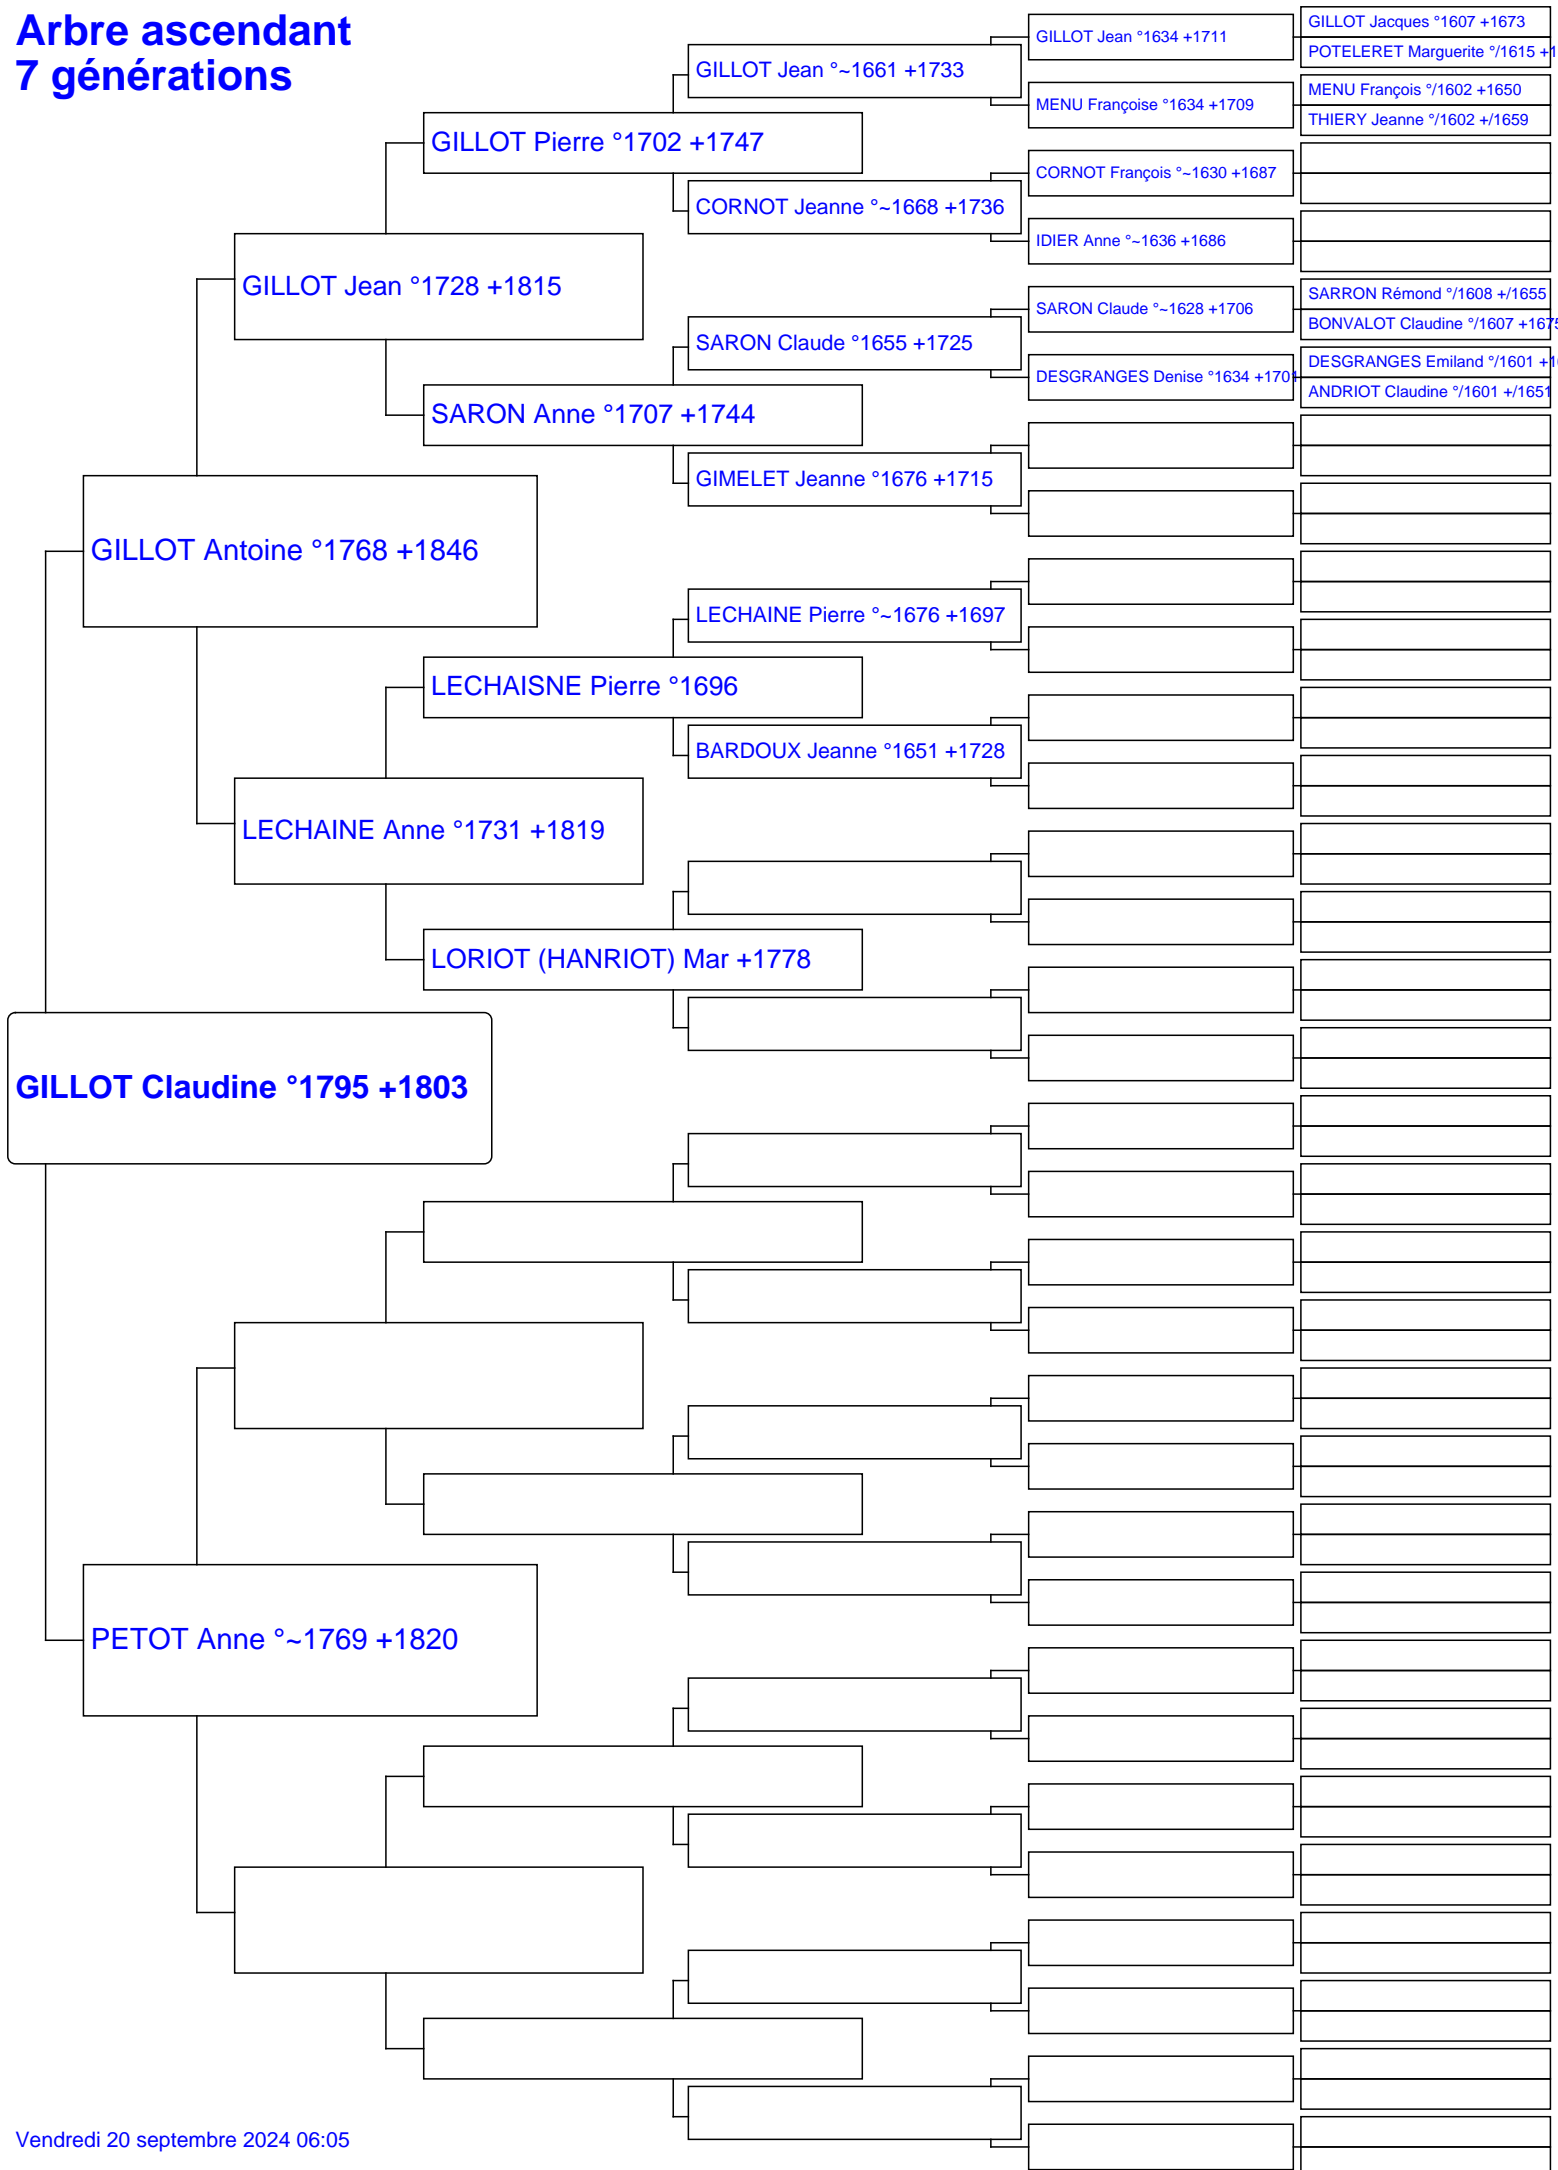 Arbre ascendant
7 générations
GILLOT Claudine °1795 +1803
GILLOT Antoine °1768 +1846
PETOT Anne °~1769 +1820
GILLOT Jean °1728 +1815
LECHAINE Anne °1731 +1819
GILLOT Pierre °1702 +1747
SARON Anne °1707 +1744
LECHAISNE Pierre °1696
LORIOT (HANRIOT) Mar +1778
GILLOT Jean °~1661 +1733
CORNOT Jeanne °~1668 +1736
SARON Claude °1655 +1725
GIMELET Jeanne °1676 +1715
LECHAINE Pierre °~1676 +1697
BARDOUX Jeanne °1651 +1728
GILLOT Jean °1634 +1711
MENU Françoise °1634 +1709
CORNOT François °~1630 +1687
IDIER Anne °~1636 +1686
SARON Claude °~1628 +1706
DESGRANGES Denise °1634 +1701
GILLOT Jacques °1607 +1673
POTELERET Marguerite °/1615 +1
MENU François °/1602 +1650
THIERY Jeanne °/1602 +/1659
SARRON Rémond °/1608 +/1655
BONVALOT Claudine °/1607 +1675
DESGRANGES Emiland °/1601 +1
ANDRIOT Claudine °/1601 +/1651
Vendredi 20 septembre 2024 06:05